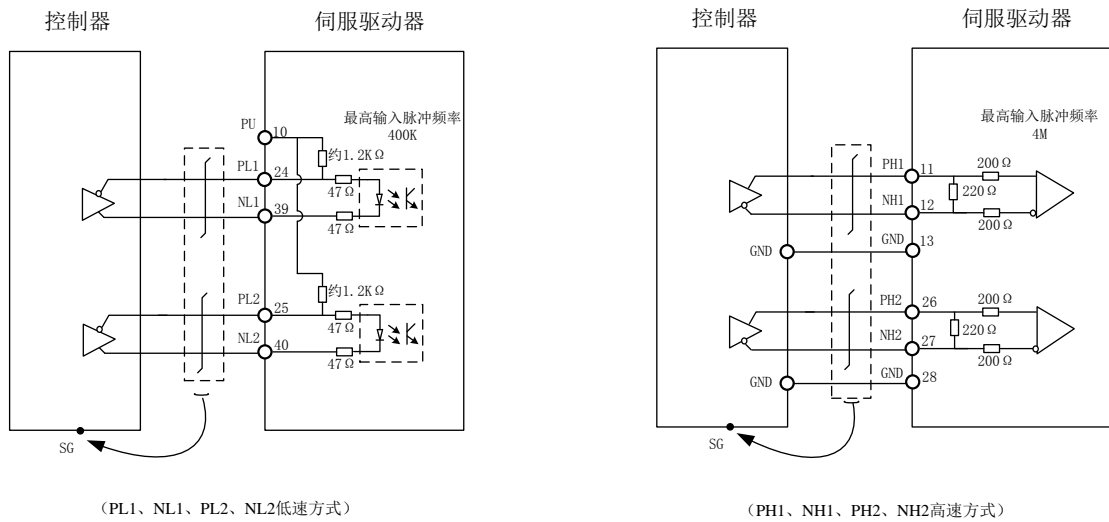 控制器
伺服驱动器
PU
10
最高输入脉冲频率
400K
约1.2KΩ
PL1
24
47Ω
NL1
39
47Ω
约1.2KΩ
PL2
25
47Ω
NL2
40
47Ω
SG
(PL1、NL1、PL2、NL2低速方式)
控制器
伺服驱动器
最高输入脉冲频率
4M
PH1
11
200Ω
220Ω
NH1
12
200Ω
GND
GND
13
PH2
26
200Ω
220Ω
NH2
27
200Ω
GND
GND
28
SG
(PH1、NH1、PH2、NH2高速方式)